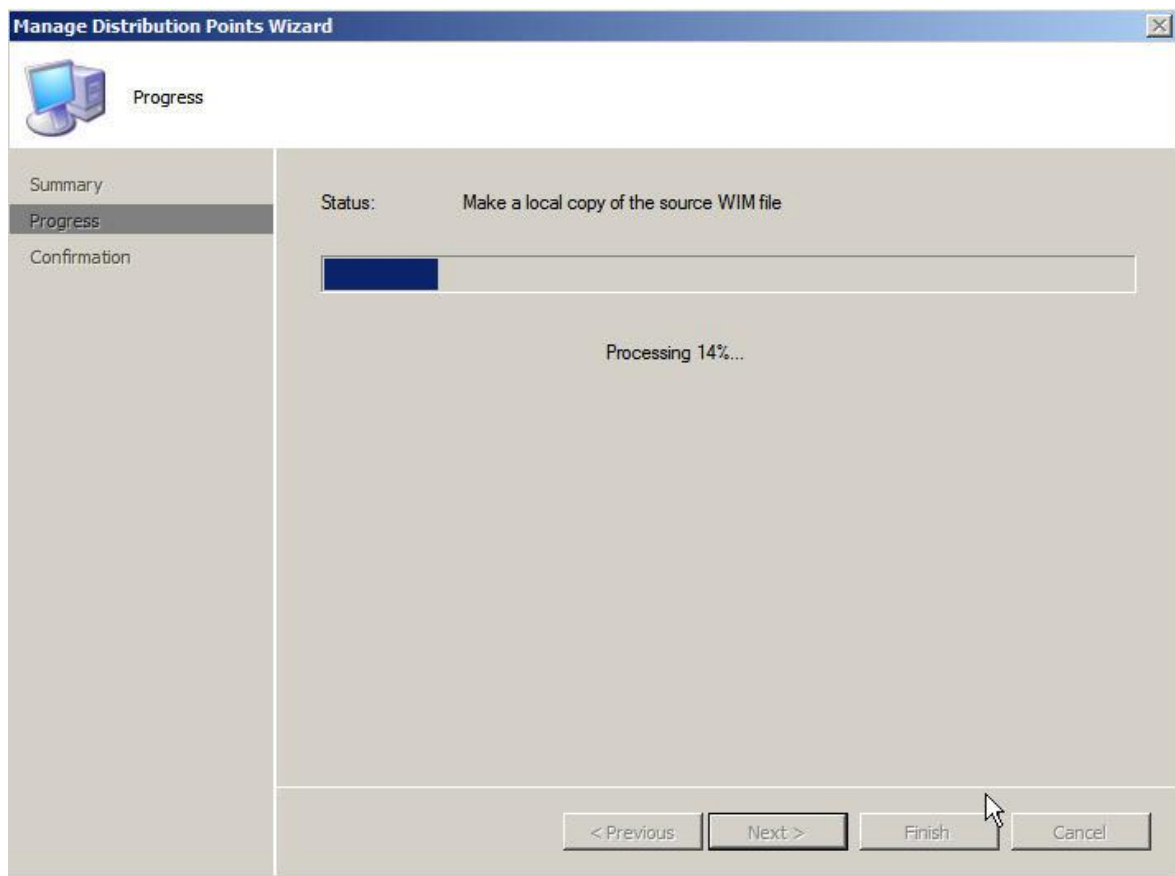 Manage Distribution Points Wizard
Progress
Summary
Progress
Confirmation
Status: Make a local copy of the source WIM file
Processing 14%...
< Previous Next > Finish Cancel